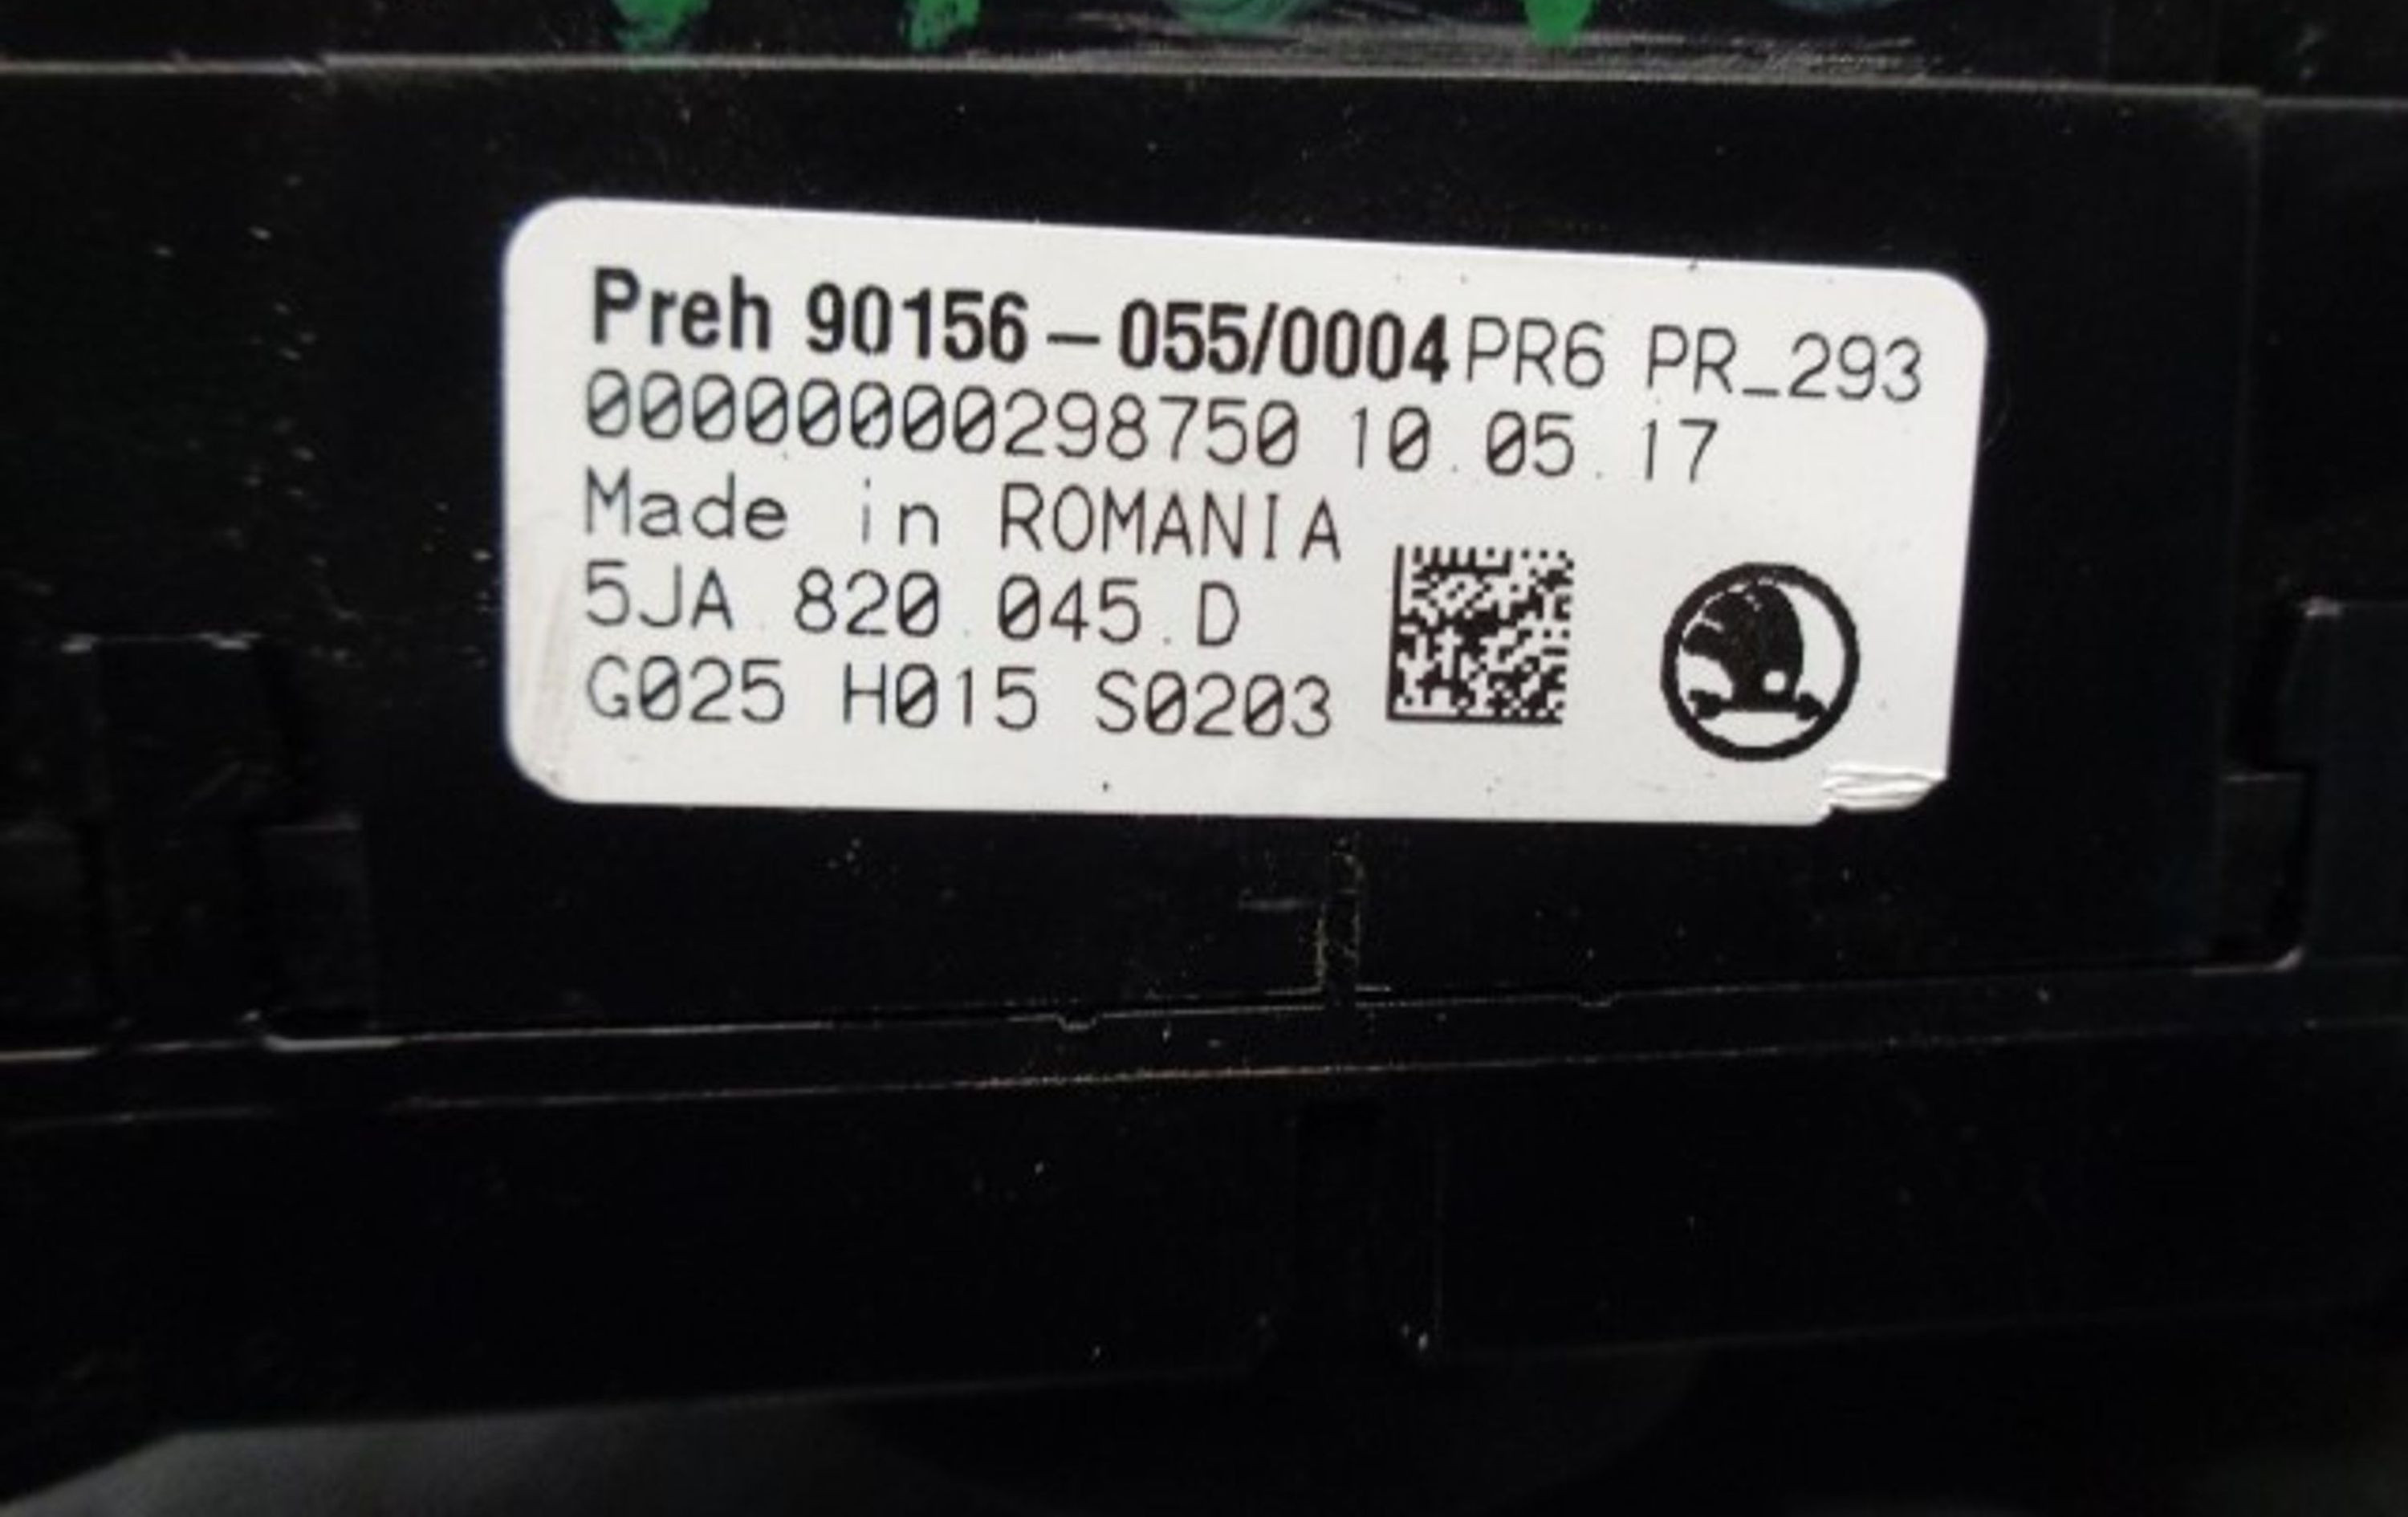 Preh 90156-055/0004 PR6 PR_293
00000000298750 10.05.17
Made in ROMANIA
5JA.820.045.D
G025 H015 S0203